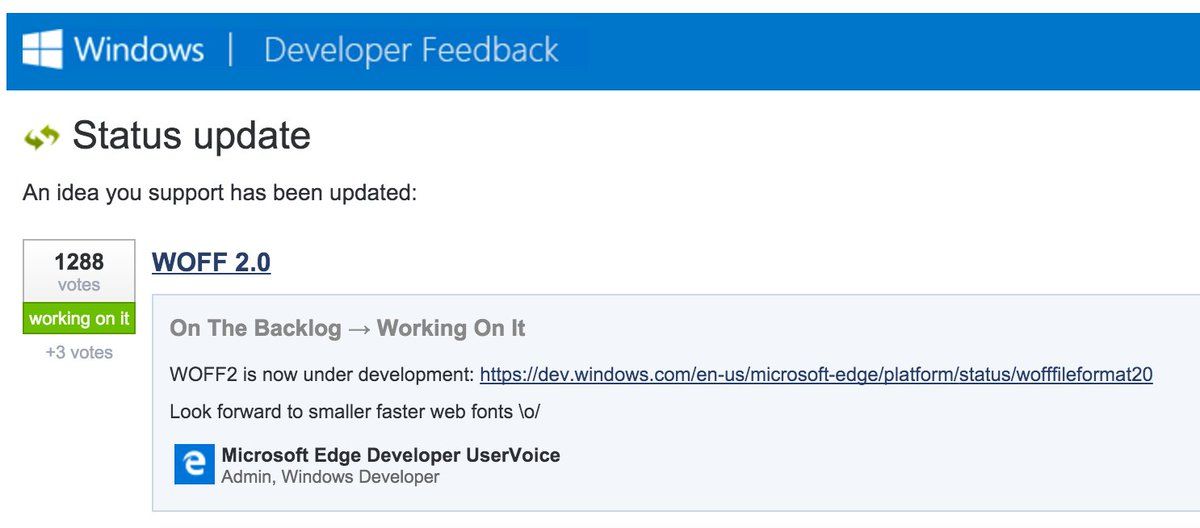 Windows | Developer Feedback
Status update
An idea you support has been updated:
1288
votes
working on it
+3 votes
WOFF 2.0
On The Backlog → Working On It
WOFF2 is now under development: https://dev.windows.com/en-us/microsoft-edge/platform/status/wofffileformat20
Look forward to smaller faster web fonts \o/
Microsoft Edge Developer UserVoice
Admin, Windows Developer